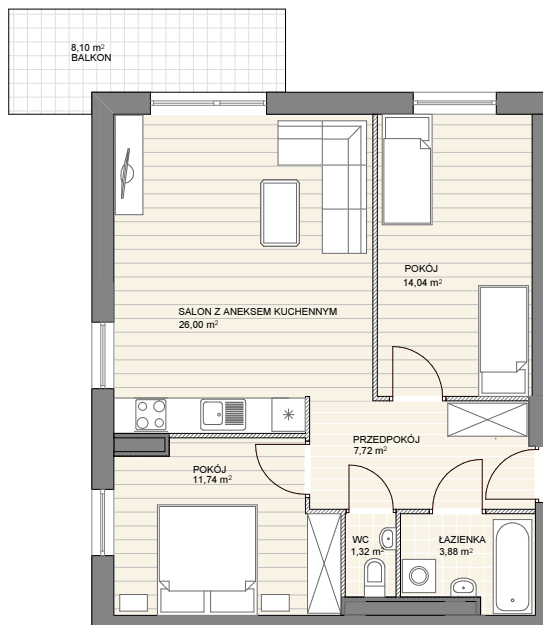 8,10 m²
BALKON
POKÓJ
14,04 m²
SALON Z ANEKSEM KUCHENNYM
26,00 m²
PRZEDPOKÓJ
7,72 m²
POKÓJ
11,74 m²
WC
1,32 m²
ŁAZIENKA
3,88 m²